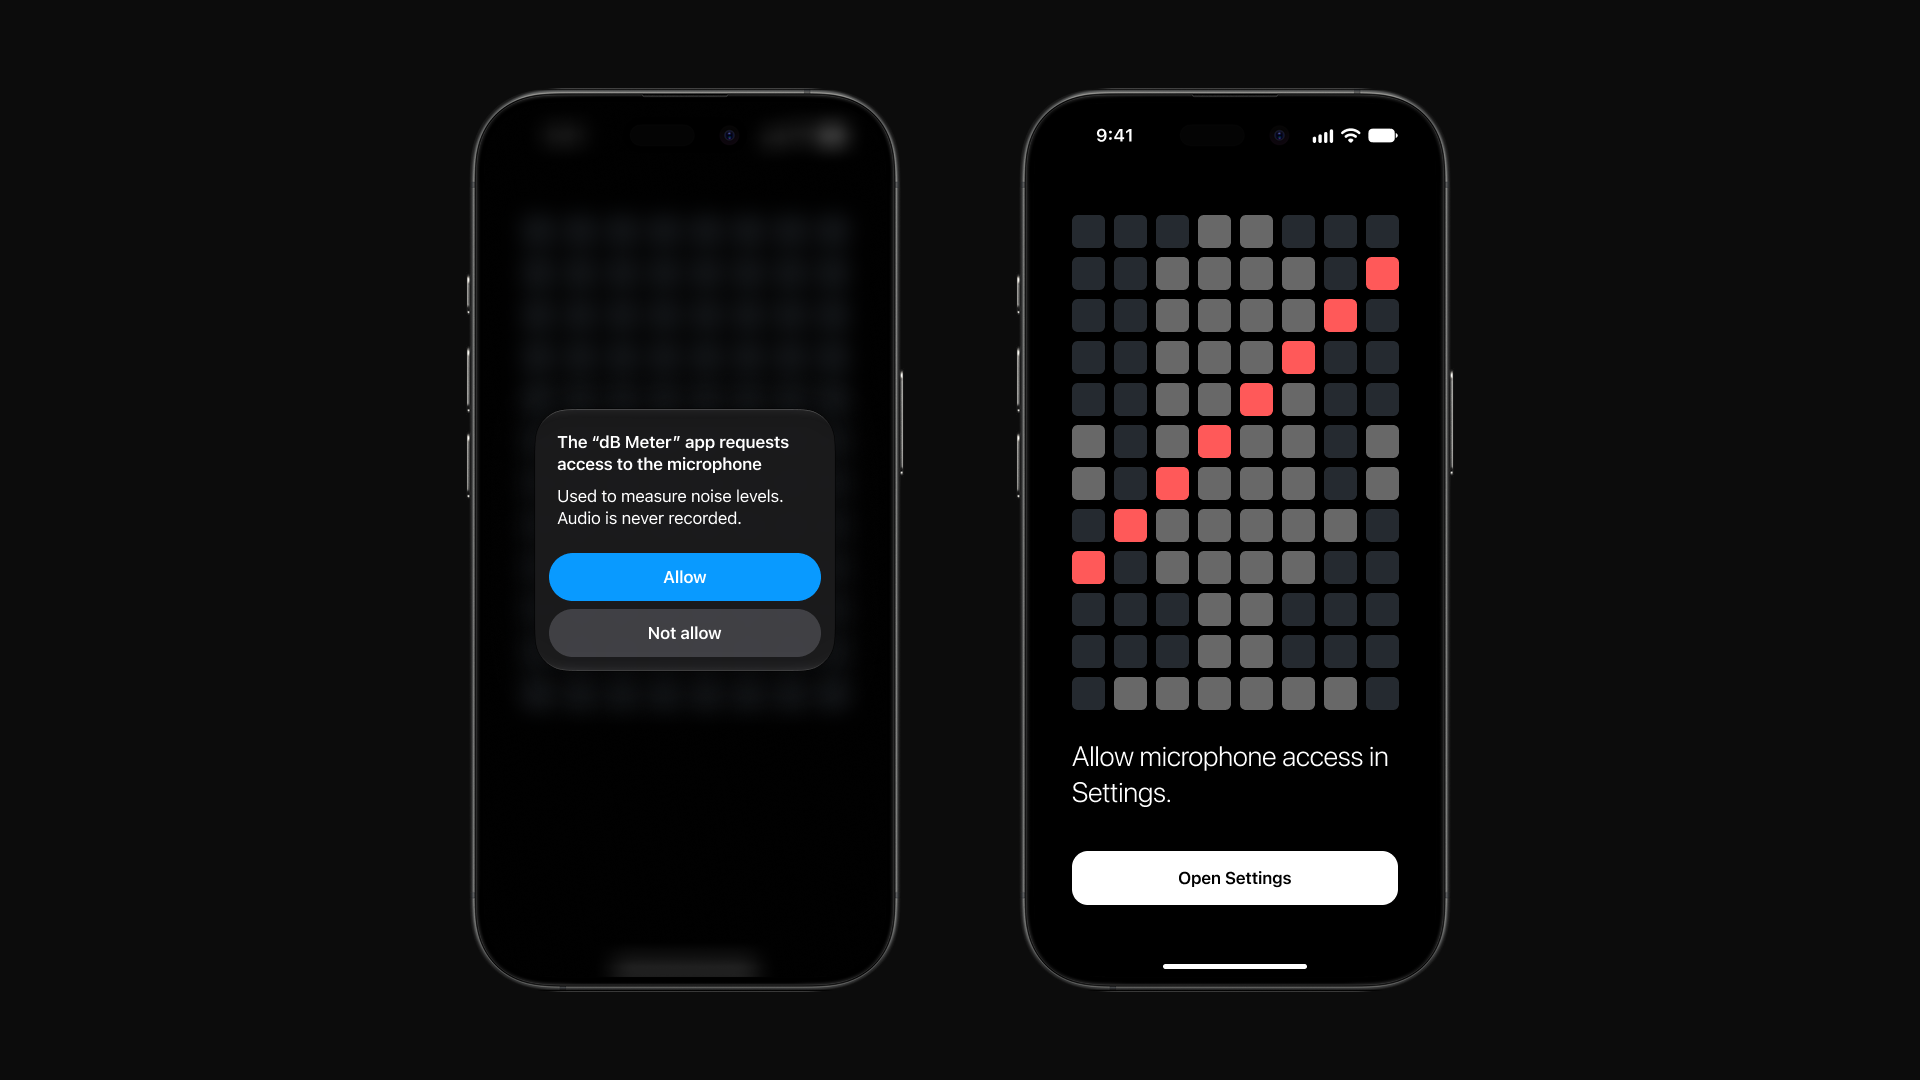 The “dB Meter” app requests
access to the microphone
Used to measure noise levels.
Audio is never recorded.
Allow
Not allow
9:41
Allow microphone access in
Settings.
Open Settings